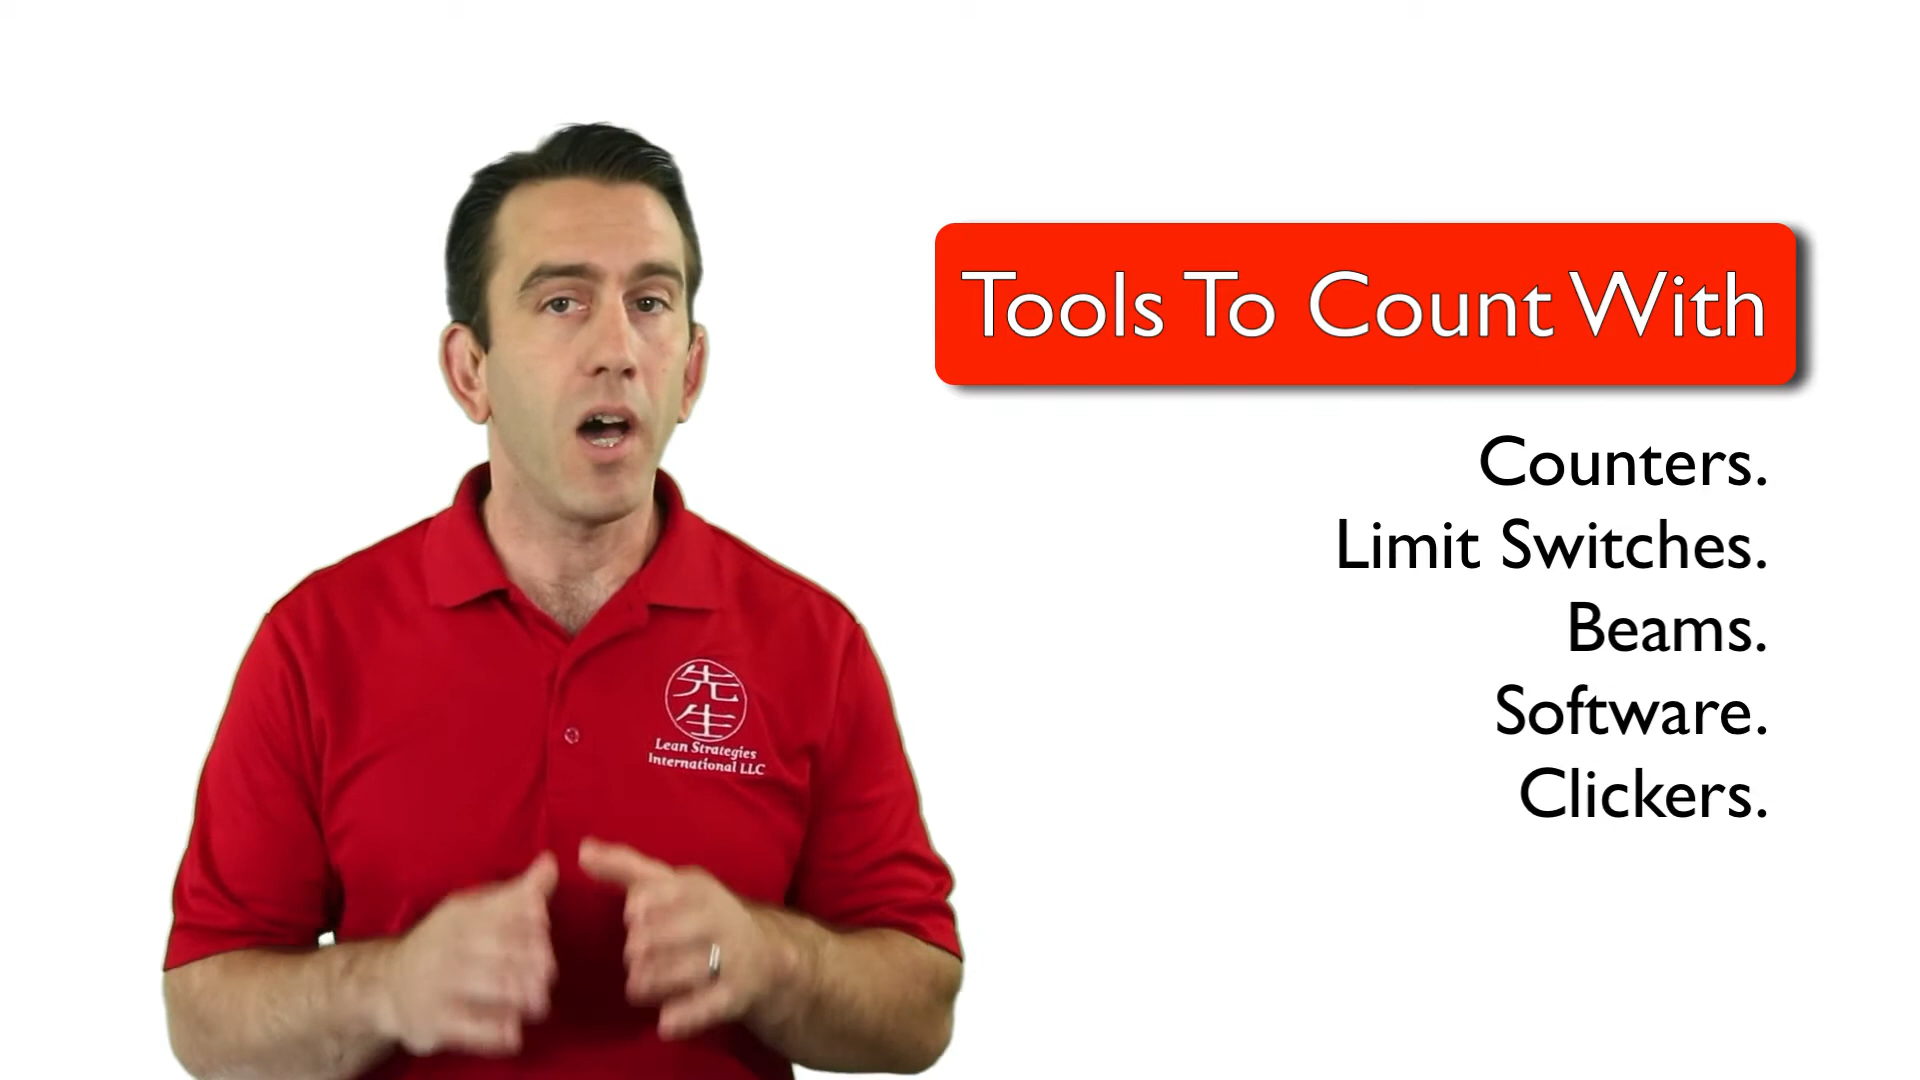 Tools To Count With
Counters.
Limit Switches.
Beams.
Software.
Clickers.
先
生
Lean Strategies
International LLC